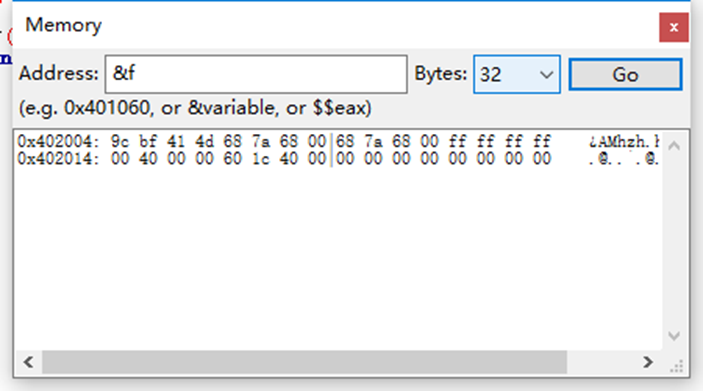 Memory
x
Address: &f Bytes: 32 Go
(e.g. 0x401060, or &variable, or $$eax)
0x402004: 9c bf 41 4d 68 7a 68 00|68 7a 68 00 ff ff ff ff ¿AMhzh.h
0x402014: 00 40 00 00 60 1c 40 00|00 00 00 00 00 00 00 00 .@..`.@.